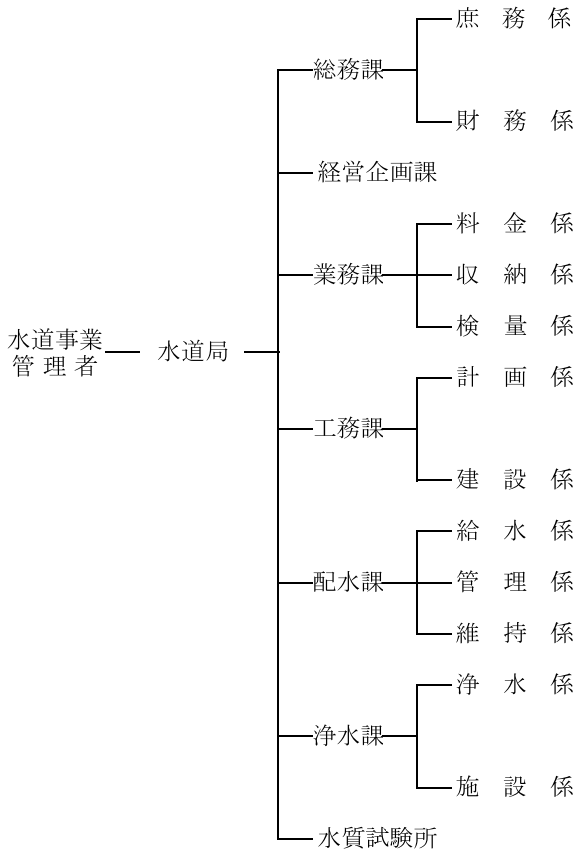 水道事業
管理者
水道局
総務課
庶務係
財務係
経営企画課
業務課
料金係
収納係
検量係
工務課
計画係
建設係
配水課
給水係
管理係
維持係
浄水課
浄水係
施設係
水質試験所